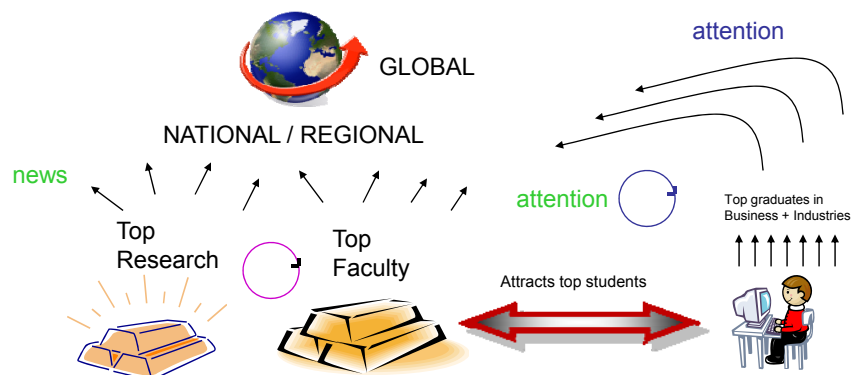 attention
GLOBAL
NATIONAL / REGIONAL
news
attention
Top graduates in
Business + Industries
Top
Research
Top
Faculty
Attracts top students